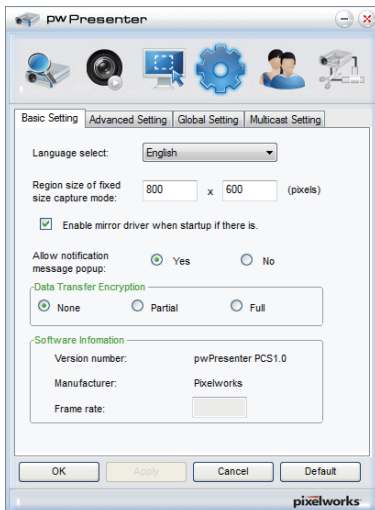 pwPresenter
Basic Setting Advanced Setting Global Setting Multicast Setting
Language select: English
Region size of fixed
size capture mode: 800 x 600 (pixels)
Enable mirror driver when startup if there is.
Allow notification
message popup: Yes No
Data Transfer Encryption
None Partial Full
Software Infomation
Version number: pwPresenter PCS1.0
Manufacturer: Pixelworks
Frame rate:
OK Apply Cancel Default
pixelworks